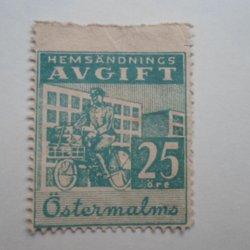 HEMSÄNDNINGS
AVGIFT
25
öre
Östermalms